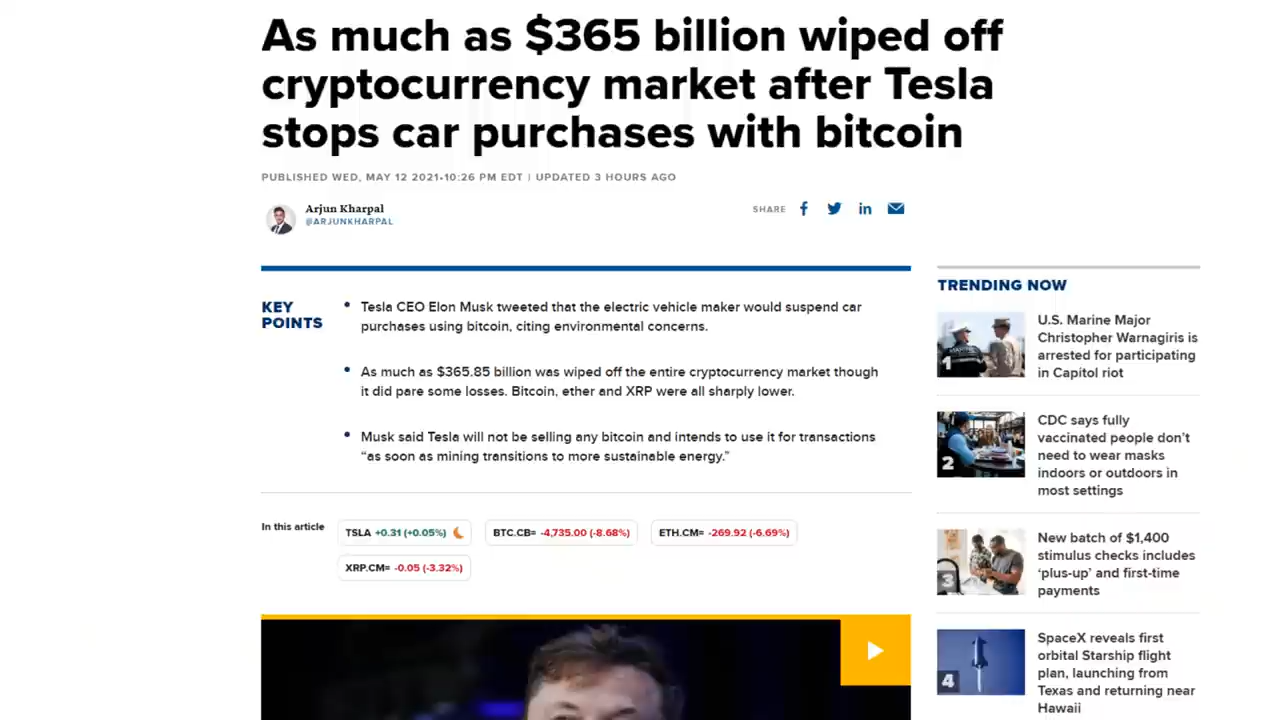 As much as $365 billion wiped off
cryptocurrency market after Tesla
stops car purchases with bitcoin
PUBLISHED WED, MAY 12 2021•10:26 PM EDT | UPDATED 3 HOURS AGO
Arjun Kharpal
@ARJUNKHARPAL
SHARE
KEY
POINTS
Tesla CEO Elon Musk tweeted that the electric vehicle maker would suspend car
purchases using bitcoin, citing environmental concerns.
As much as $365.85 billion was wiped off the entire cryptocurrency market though
it did pare some losses. Bitcoin, ether and XRP were all sharply lower.
Musk said Tesla will not be selling any bitcoin and intends to use it for transactions
“as soon as mining transitions to more sustainable energy.”
In this article
TSLA +0.31 (+0.05%)
BTC.CB= -4,735.00 (-8.68%)
ETH.CM= -269.92 (-6.69%)
XRP.CM= -0.05 (-3.32%)
TRENDING NOW
1
U.S. Marine Major
Christopher Warnagiris is
arrested for participating
in Capitol riot
2
CDC says fully
vaccinated people don’t
need to wear masks
indoors or outdoors in
most settings
3
New batch of $1,400
stimulus checks includes
‘plus-up’ and first-time
payments
4
SpaceX reveals first
orbital Starship flight
plan, launching from
Texas and returning near
Hawaii